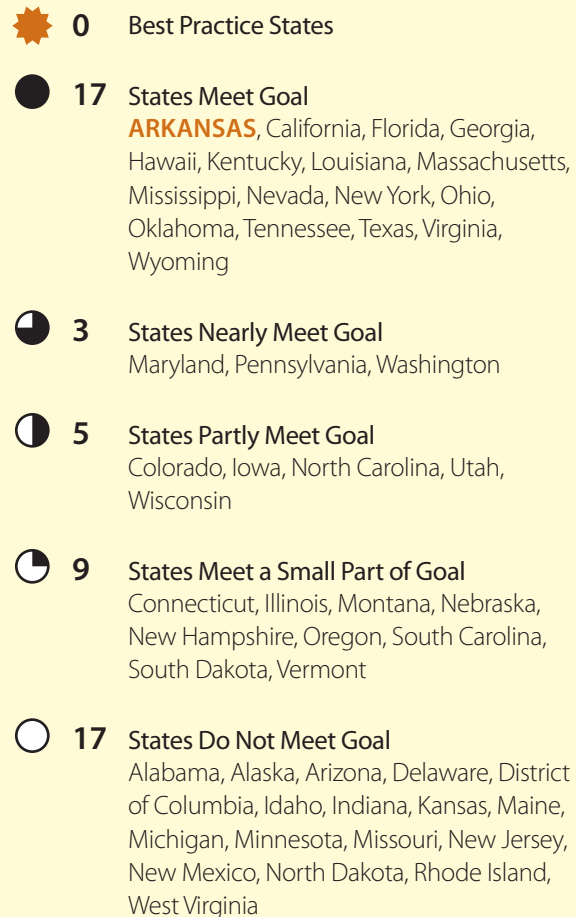 0 Best Practice States
17 States Meet Goal
ARKANSAS, California, Florida, Georgia,
Hawaii, Kentucky, Louisiana, Massachusetts,
Mississippi, Nevada, New York, Ohio,
Oklahoma, Tennessee, Texas, Virginia,
Wyoming
3 States Nearly Meet Goal
Maryland, Pennsylvania, Washington
5 States Partly Meet Goal
Colorado, Iowa, North Carolina, Utah,
Wisconsin
9 States Meet a Small Part of Goal
Connecticut, Illinois, Montana, Nebraska,
New Hampshire, Oregon, South Carolina,
South Dakota, Vermont
17 States Do Not Meet Goal
Alabama, Alaska, Arizona, Delaware, District
of Columbia, Idaho, Indiana, Kansas, Maine,
Michigan, Minnesota, Missouri, New Jersey,
New Mexico, North Dakota, Rhode Island,
West Virginia